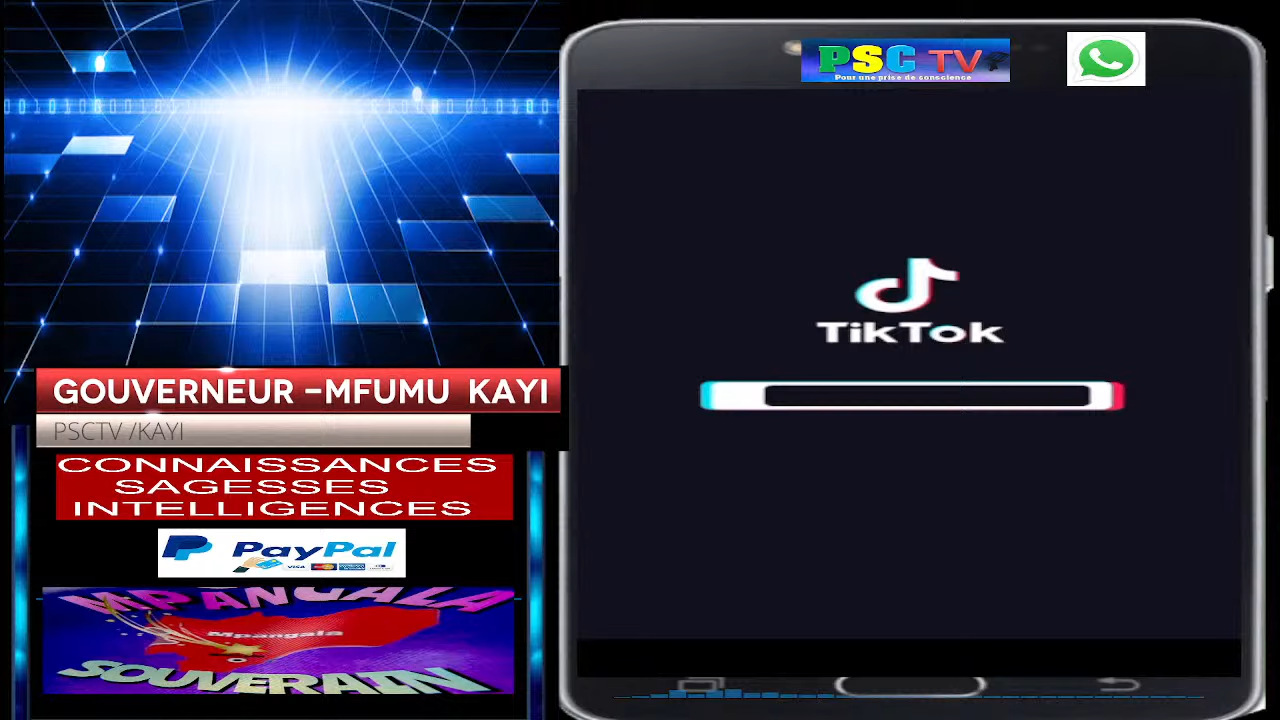 PSC TV
Pour une prise de conscience
TikTok
GOUVERNEUR -MFUMU KAYI
PSCTV /KAYI
CONNAISSANCES
SAGESSES
INTELLIGENCES
PayPal
VISA
MPANGALA
Mpangala
SOUVERAIN